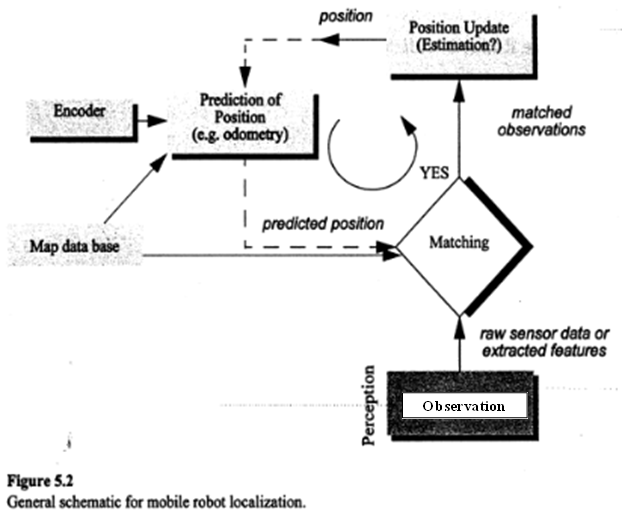 position
Position Update
(Estimation?)
Encoder
Prediction of
Position
(e.g. odometry)
matched
observations
YES
predicted position
Map data base
Matching
raw sensor data or
extracted features
Perception
Observation
Figure 5.2
General schematic for mobile robot localization.